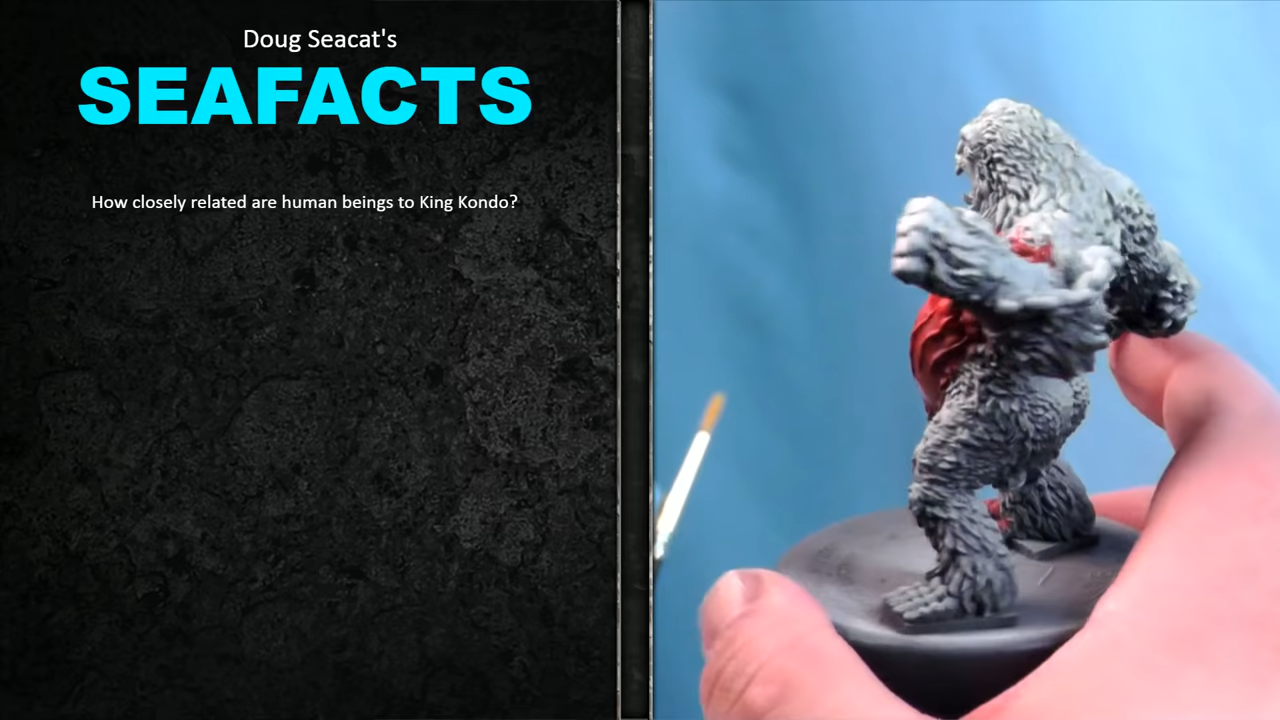 Doug Seacat's
SEAFACTS
How closely related are human beings to King Kondo?